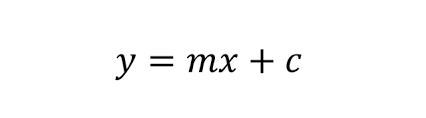 y = mx + c